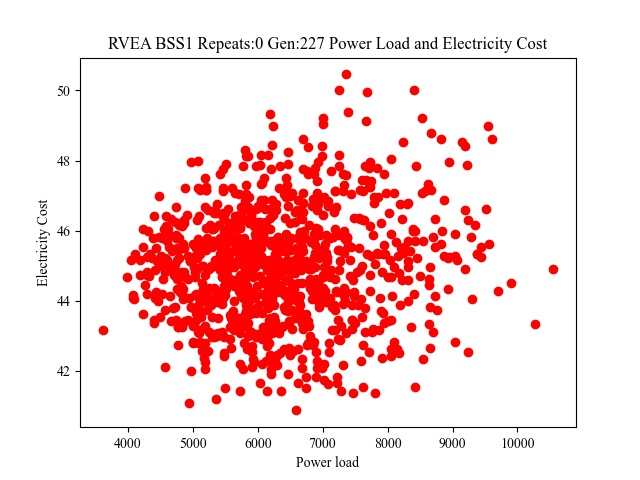 RVEA BSS1 Repeats:0 Gen:227 Power Load and Electricity Cost
50
48
46
44
42
Electricity Cost
4000 5000 6000 7000 8000 9000 10000
Power load